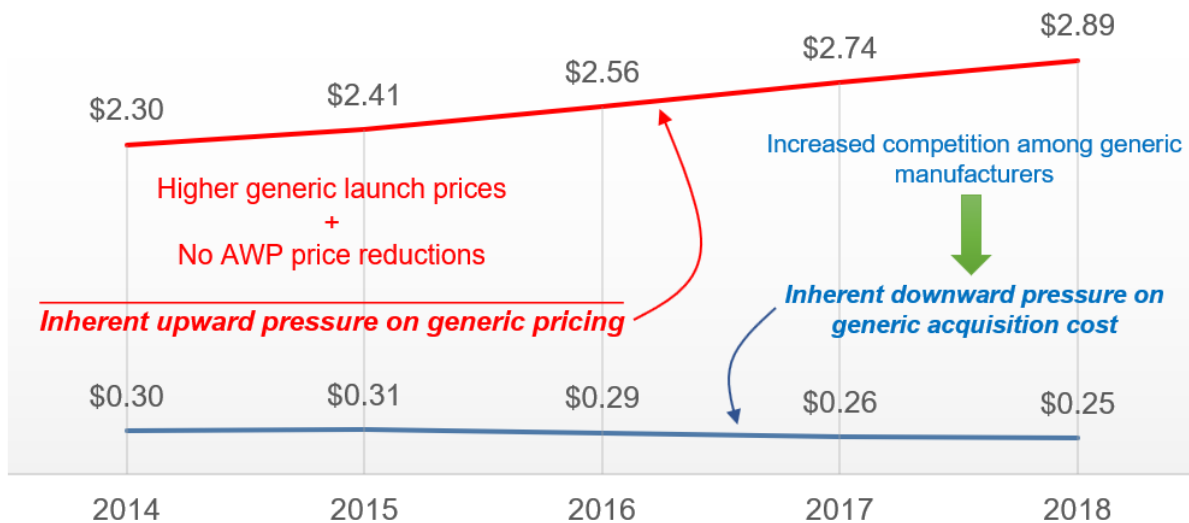 $2.30
$2.41
$2.56
$2.74
$2.89
Higher generic launch prices
+
No AWP price reductions
Inherent upward pressure on generic pricing
Increased competition among generic
manufacturers
Inherent downward pressure on
generic acquisition cost
$0.30
$0.31
$0.29
$0.26
$0.25
2014
2015
2016
2017
2018